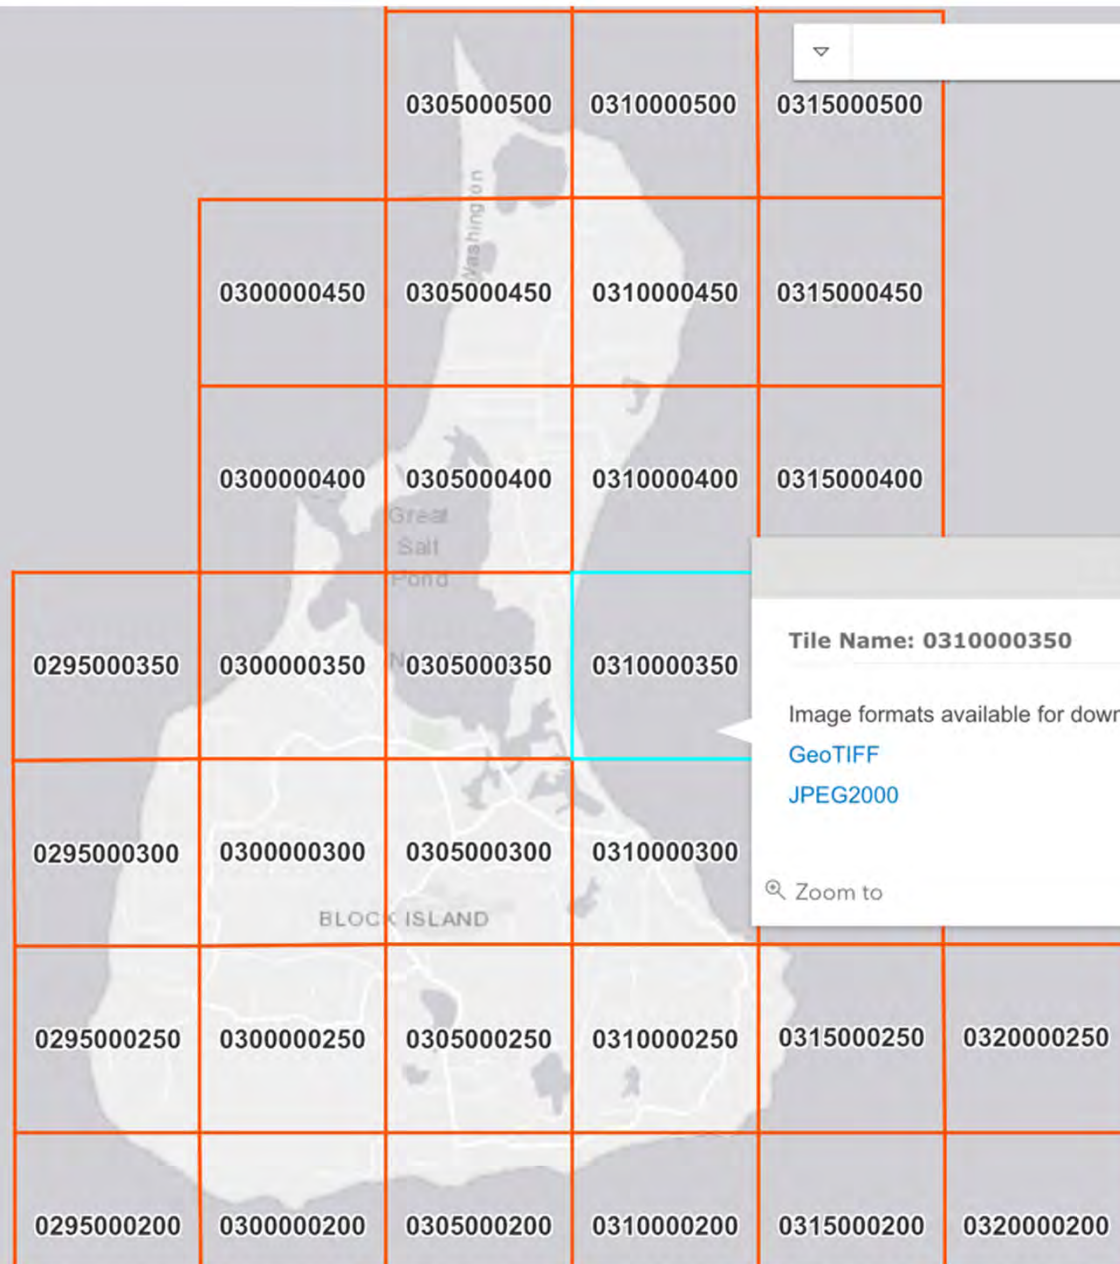 0305000500 0310000500 0315000500
Washington
0300000450 0305000450 0310000450 0315000450
0300000400 0305000400 0310000400 0315000400
Great
Salt
Pond
0295000350 0300000350 0305000350 0310000350
Tile Name: 0310000350
Image formats available for down
GeoTIFF
JPEG2000
0295000300 0300000300 0305000300 0310000300
Zoom to
BLOCK ISLAND
0295000250 0300000250 0305000250 0310000250 0315000250 0320000250
0295000200 0300000200 0305000200 0310000200 0315000200 0320000200